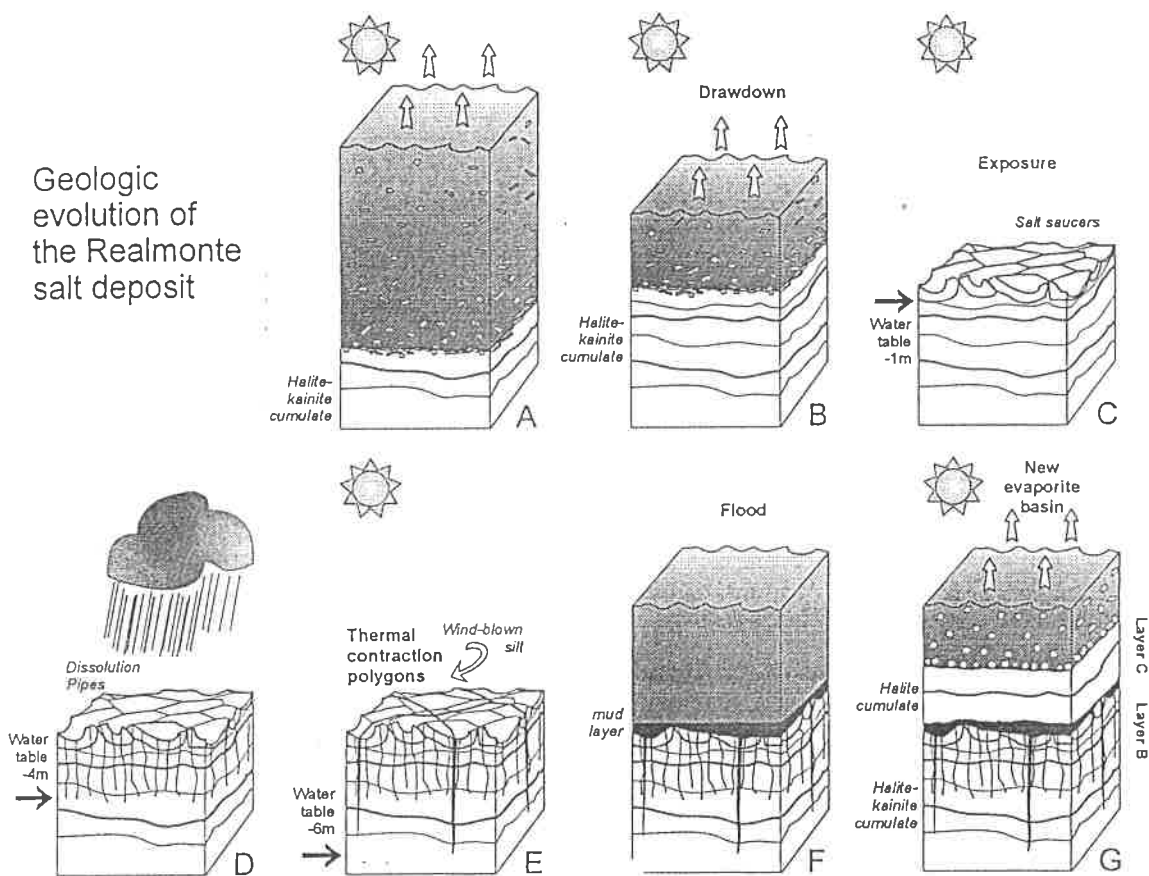 Geologic
evolution of
the Realmonte
salt deposit
Halite-
kainite
cumulate
A
Drawdown
Halite-
kainite
cumulate
B
Exposure
Salt saucers
Water
table
-1m
C
Dissolution
Pipes
Water
table
-4m
D
Thermal
contraction
polygons
Wind-blown
sill
Water
table
-6m
E
Flood
mud
layer
F
New
evaporite
basin
Halite
cumulate
Halite-
kainite
cumulate
Layer C
Layer B
G